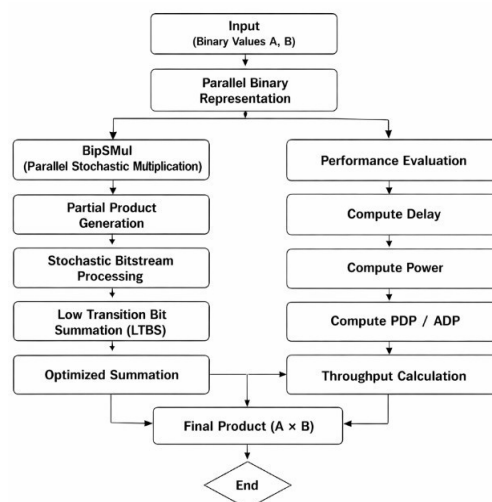 Input
(Binary Values A, B)
Parallel Binary
Representation
BipSMul
(Parallel Stochastic Multiplication)
Partial Product
Generation
Stochastic Bitstream
Processing
Low Transition Bit
Summation (LTBS)
Optimized Summation
Performance Evaluation
Compute Delay
Compute Power
Compute PDP / ADP
Throughput Calculation
Final Product (A × B)
End